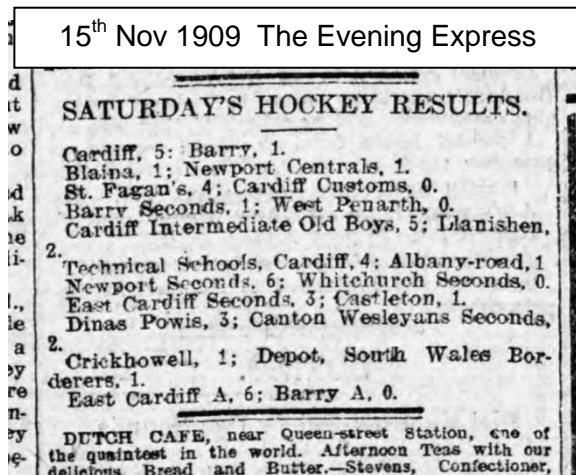 15th Nov 1909 The Evening Express
SATURDAY'S HOCKEY RESULTS.
Cardiff, 5: Barry, 1.
Blaina, 1; Newport Centrals, 1.
St. Fagan's, 4; Cardiff Customs, 0.
Barry Seconds, 1; West Penarth, 0.
Cardiff Intermediate Old Boys, 5; Llanishen,
2.
Technical Schools, Cardiff, 4; Albany-road, 1
Newport Seconds, 6; Whitchurch Seconds, 0.
East Cardiff Seconds, 3; Castleton, 1.
Dinas Powis, 3; Canton Wesleyans Seconds,
2.
Crickhowell, 1; Depot, South Wales Bor-
derers, 1.
East Cardiff A, 6; Barry A, 0.
DUTCH CAFE, near Queen-street Station, one of
the quaintest in the world. Afternoon Teas with our
delicious Bread and Butter.—Stevens, Confectioner,